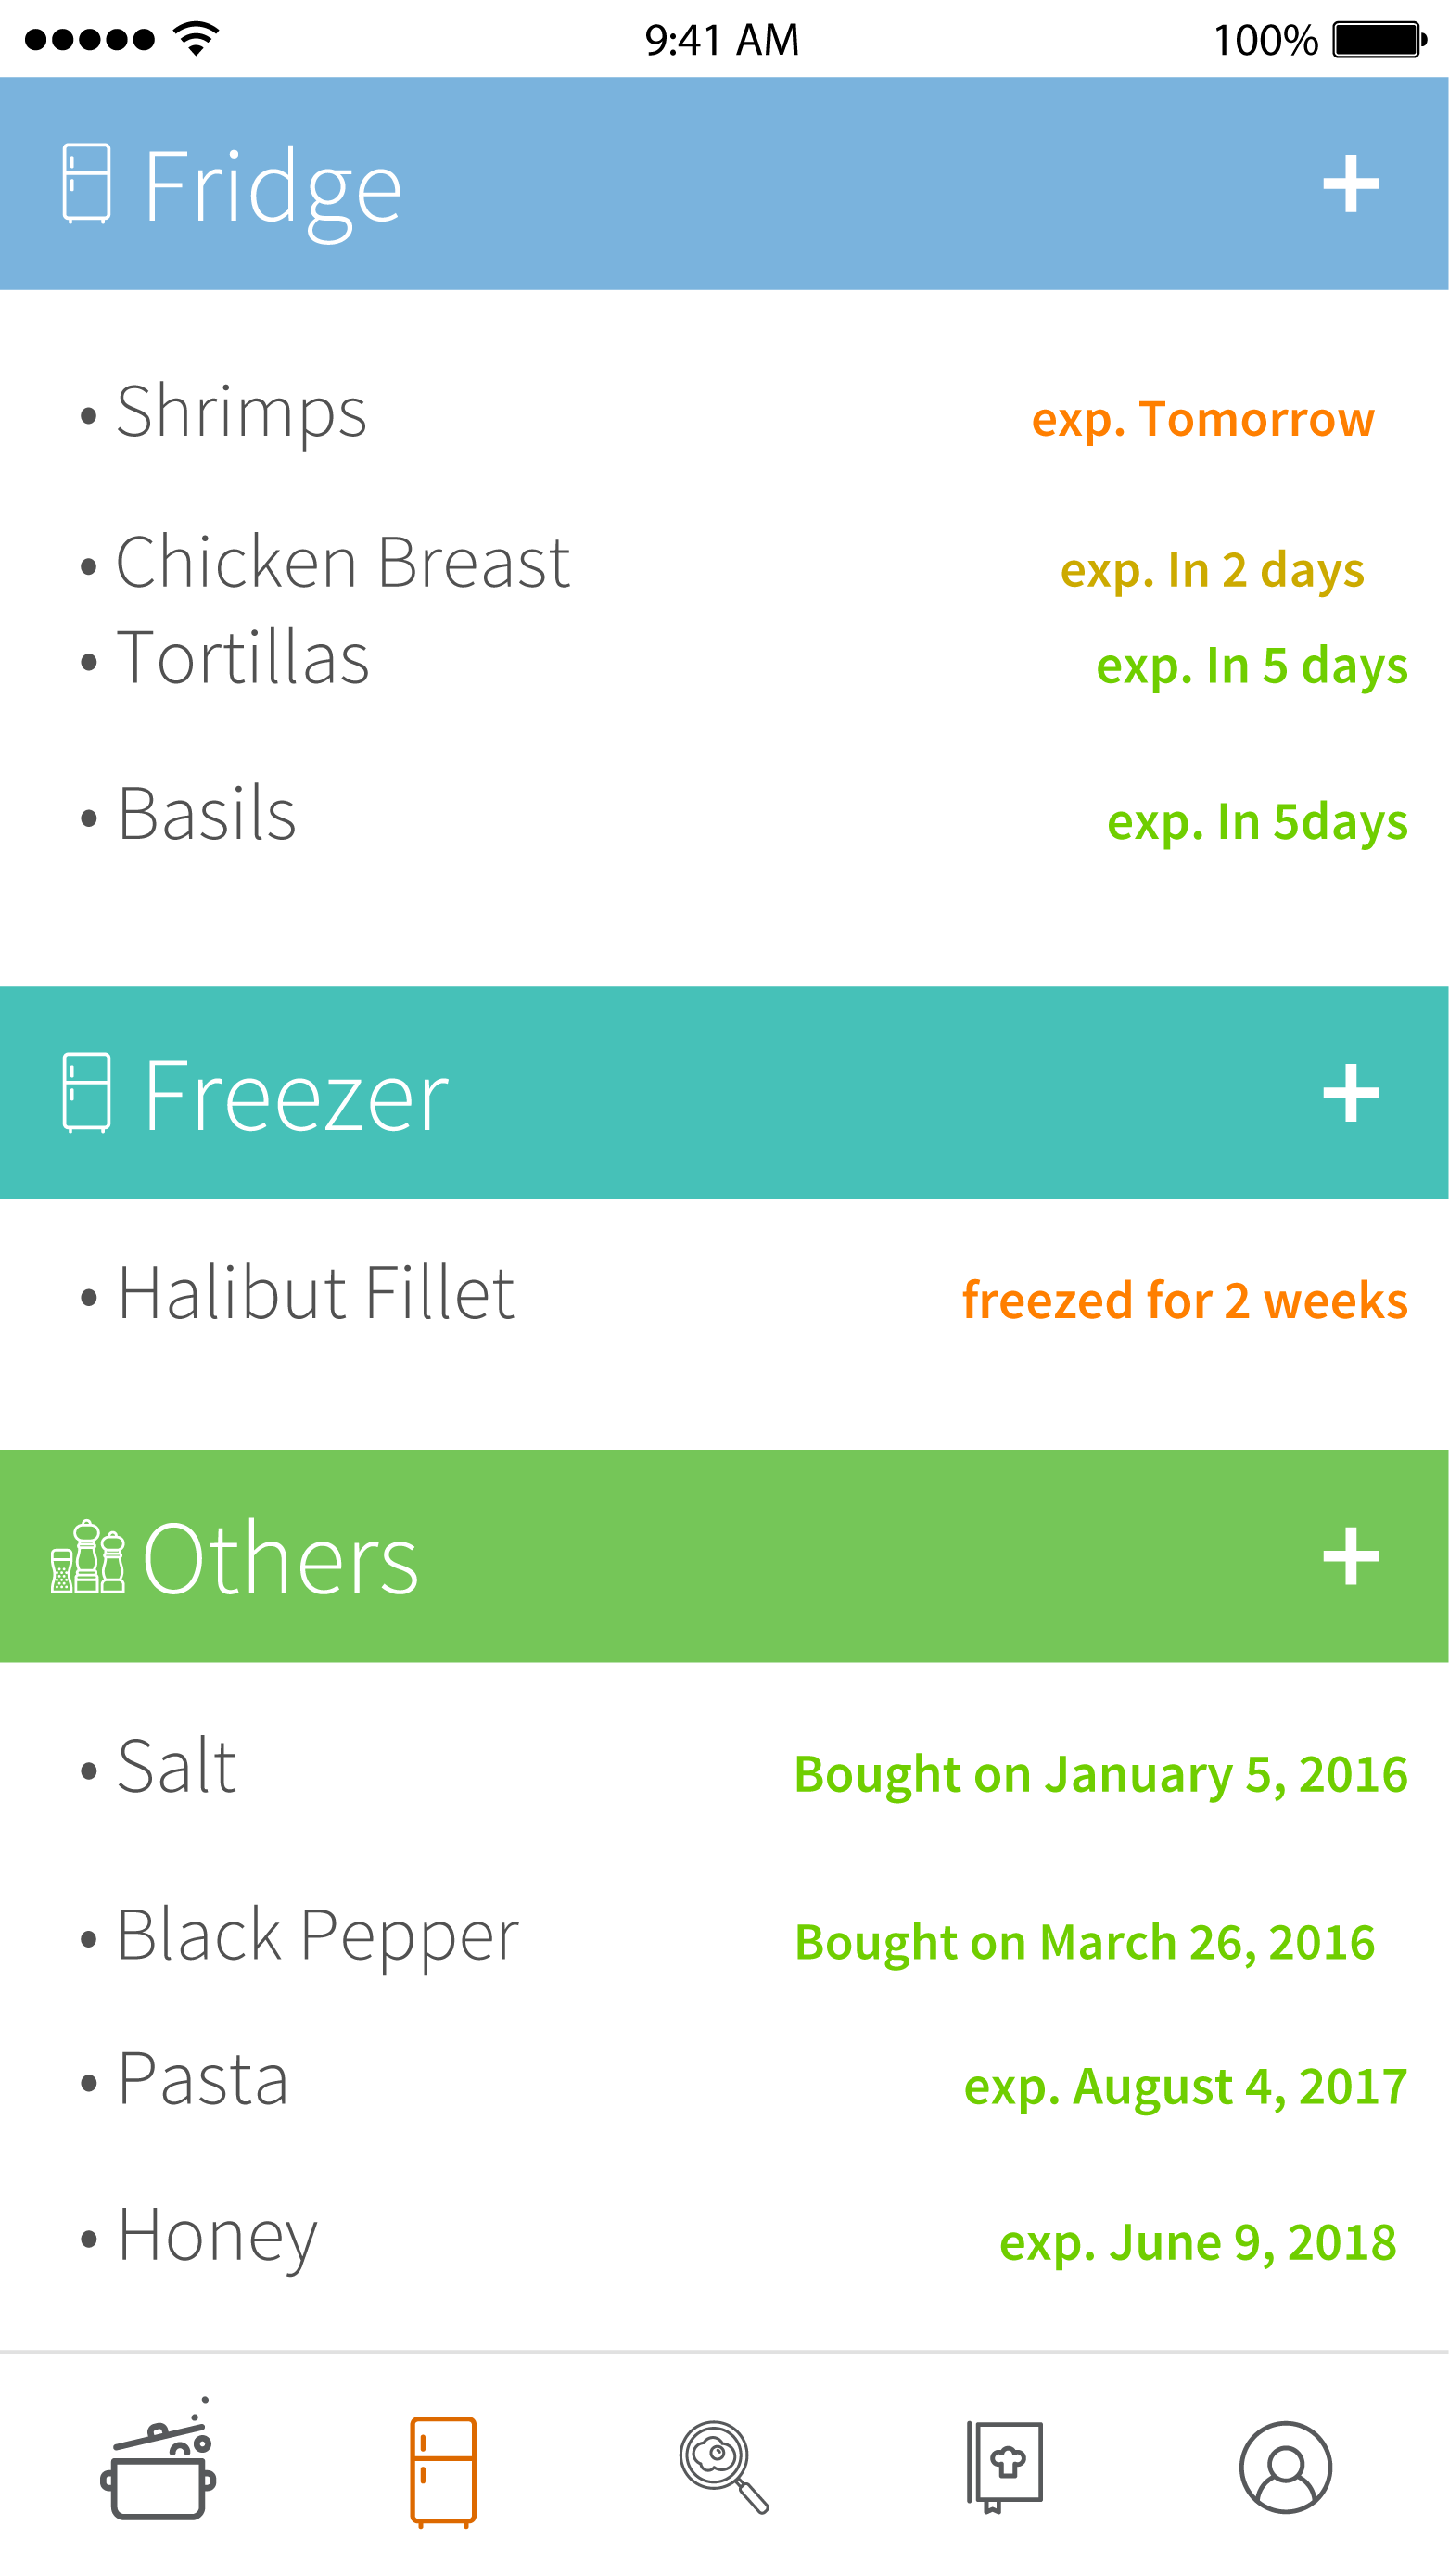 9:41 AM 100%
Fridge +
• Shrimps exp. Tomorrow
• Chicken Breast exp. In 2 days
• Tortillas exp. In 5 days
• Basils exp. In 5days
Freezer +
• Halibut Fillet freezed for 2 weeks
Others +
• Salt Bought on January 5, 2016
• Black Pepper Bought on March 26, 2016
• Pasta exp. August 4, 2017
• Honey exp. June 9, 2018